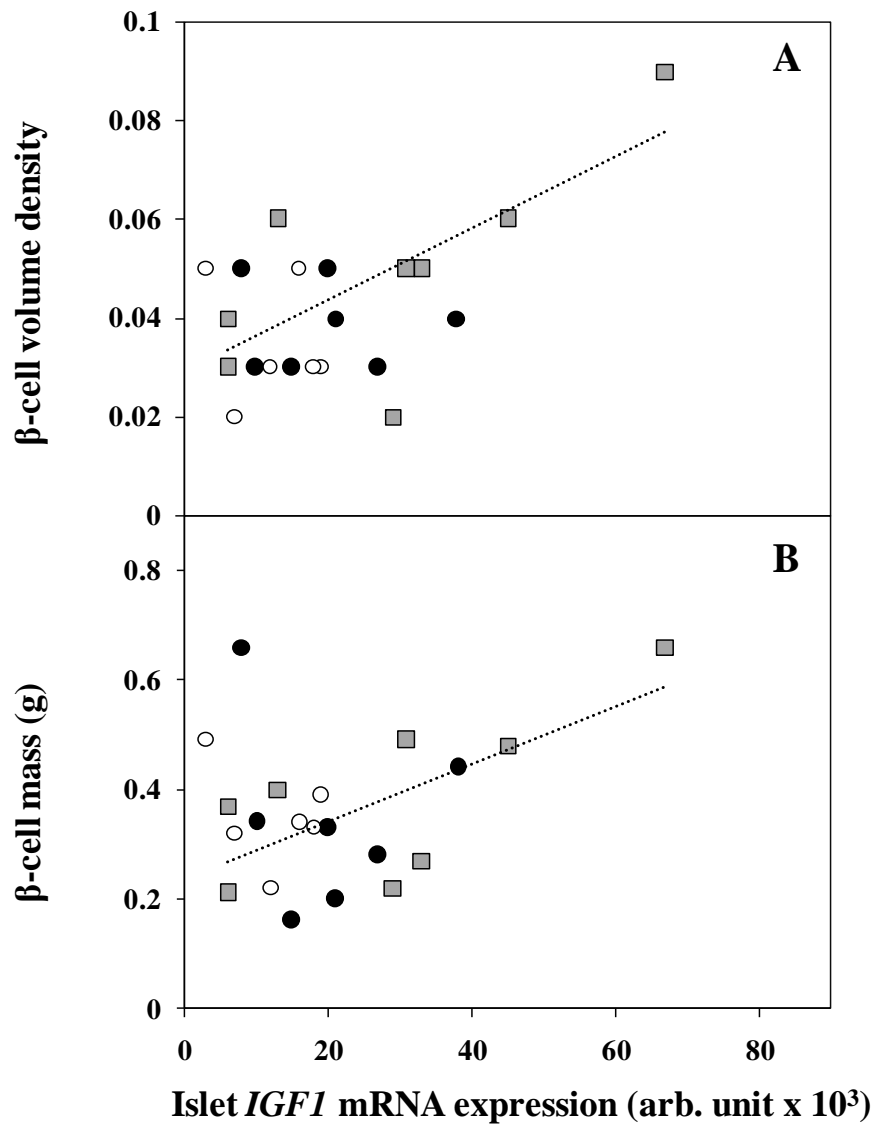 A
β-cell volume density
0.1
0.08
0.06
0.04
0.02
0
B
β-cell mass (g)
0.8
0.6
0.4
0.2
0
0 20 40 60 80
Islet IGF1 mRNA expression (arb. unit x 10³)